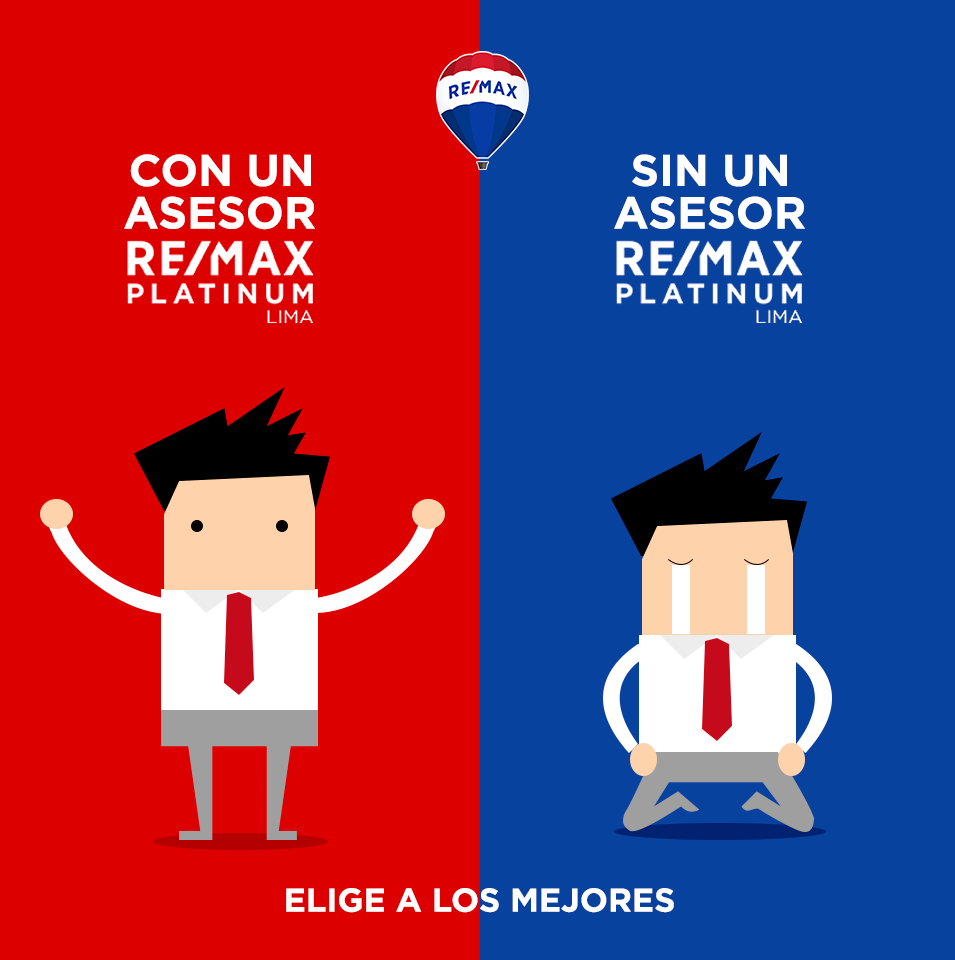 RE/MAX
CON UN
ASESOR
RE/MAX
PLATINUM
LIMA
SIN UN
ASESOR
RE/MAX
PLATINUM
LIMA
ELIGE A LOS MEJORES